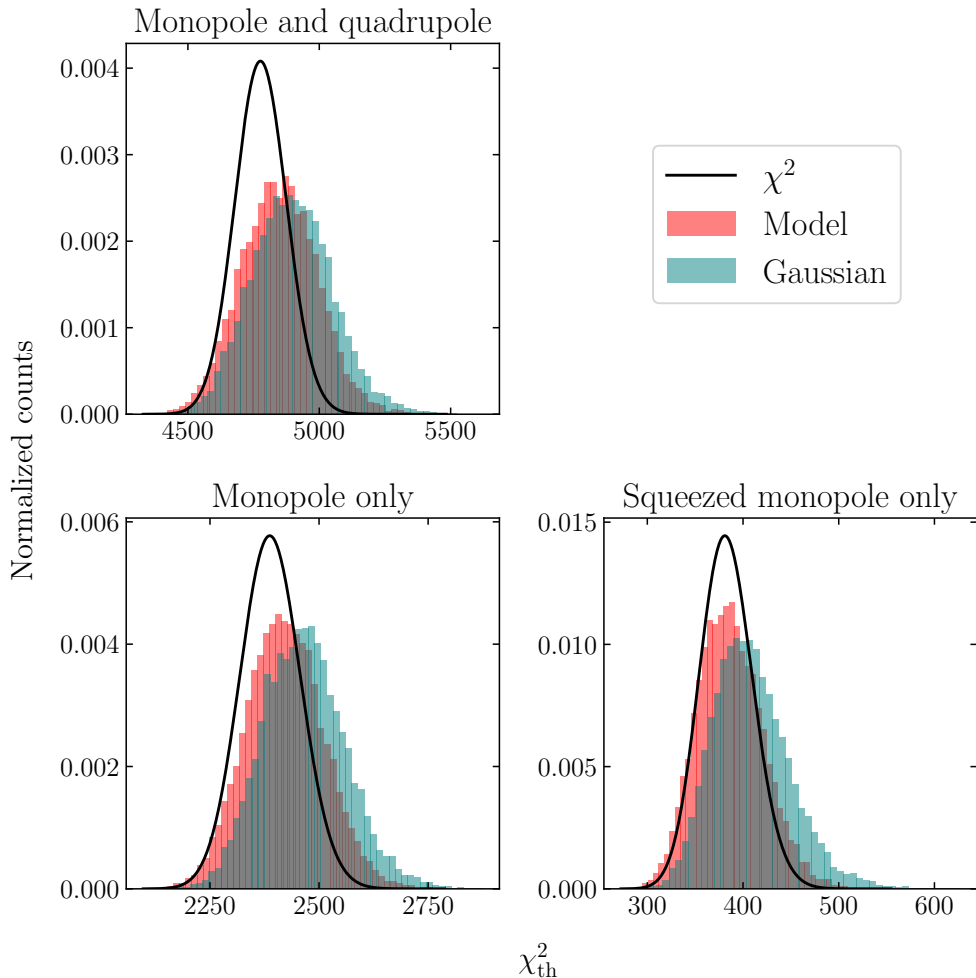 Monopole and quadrupole
0.004
0.003
0.002
0.001
0.000
4500 5000 5500
χ²
Model
Gaussian
Normalized counts
Monopole only
0.006
0.004
0.002
0.000
2250 2500 2750
Squeezed monopole only
0.015
0.010
0.005
0.000
300 400 500 600
χ²th